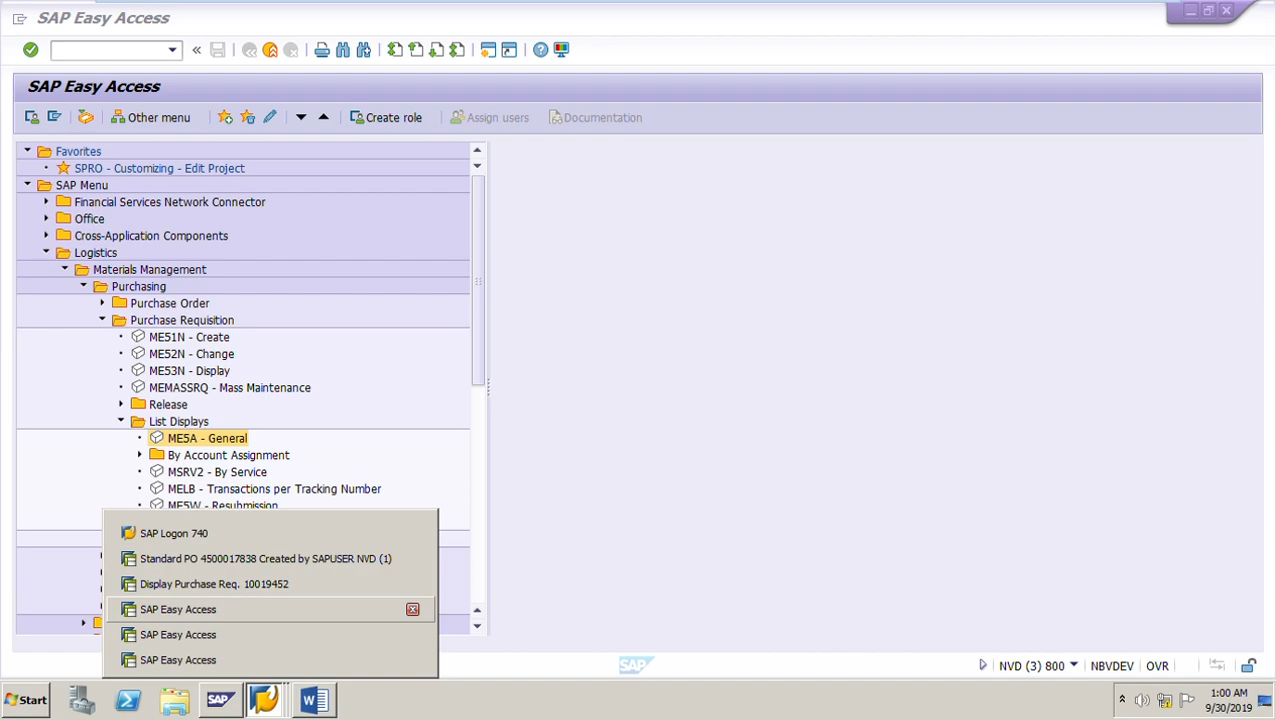 SAP Easy Access
SAP Easy Access
Other menu
Create role
Assign users
Documentation
Favorites
SPRO - Customizing - Edit Project
SAP Menu
Financial Services Network Connector
Office
Cross-Application Components
Logistics
Materials Management
Purchasing
Purchase Order
Purchase Requisition
ME51N - Create
ME52N - Change
ME53N - Display
MEMASSRQ - Mass Maintenance
Release
List Displays
ME5A - General
By Account Assignment
MSRV2 - By Service
MELB - Transactions per Tracking Number
ME5W - Resubmission
SAP Logon 740
Standard PO 4500017838 Created by SAPUSER NVD (1)
Display Purchase Req. 10019452
SAP Easy Access
SAP Easy Access
SAP Easy Access
SAP
NVD (3) 800
NBVDEV
OVR
Start
SAP
1:00 AM
9/30/2019